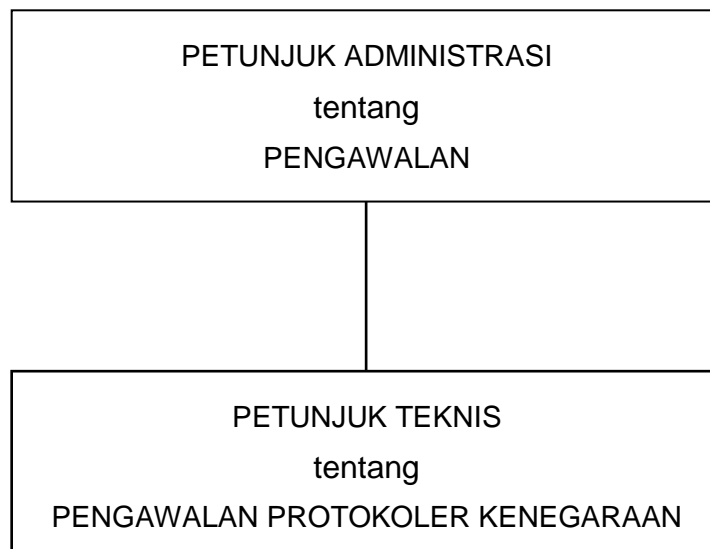 PETUNJUK ADMINISTRASI
tentang
PENGAWALAN
PETUNJUK TEKNIS
tentang
PENGAWALAN PROTOKOLER KENEGARAAN